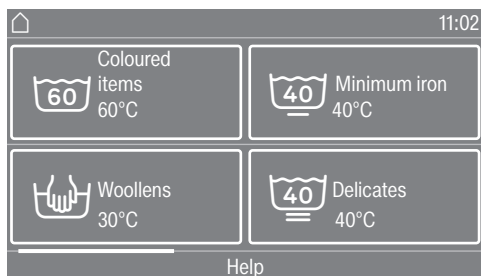 11:02
Coloured
items
60
60°C
40
Minimum iron
40°C
Woollens
30°C
40
Delicates
40°C
Help